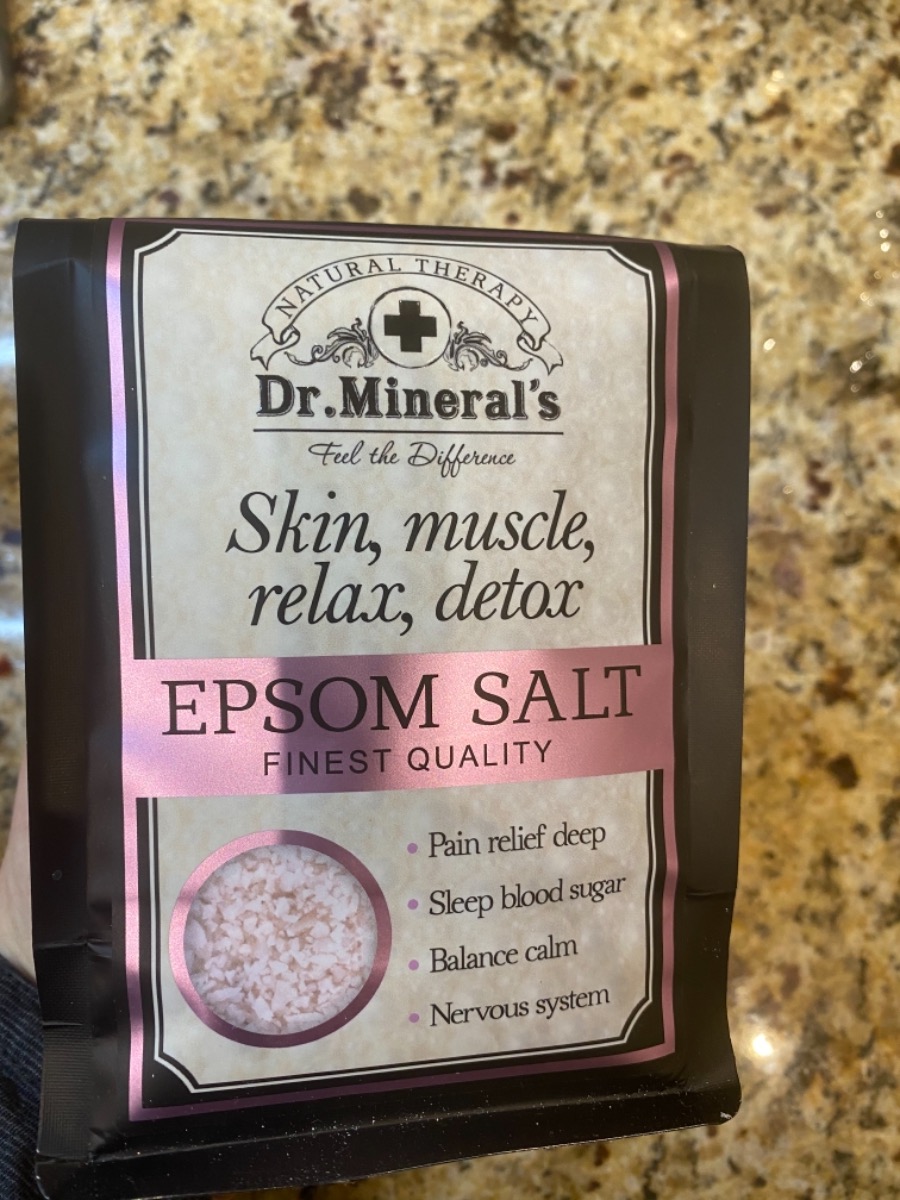 NATURAL THERAPY
Dr.Mineral's
Feel the Difference
Skin, muscle,
relax, detox
EPSOM SALT
FINEST QUALITY
• Pain relief deep
• Sleep blood sugar
• Balance calm
• Nervous system